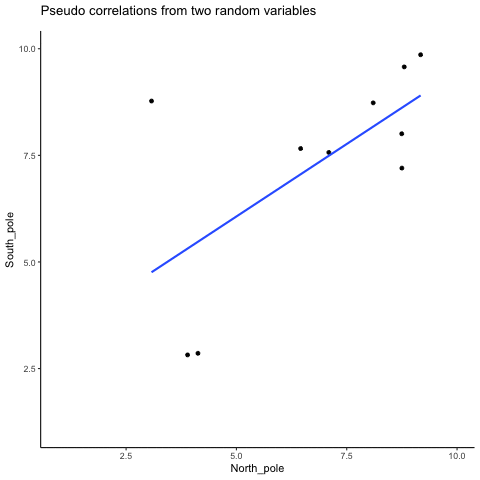 Pseudo correlations from two random variables
10.0
7.5
5.0
2.5
South_pole
2.5 5.0 7.5 10.0
North_pole